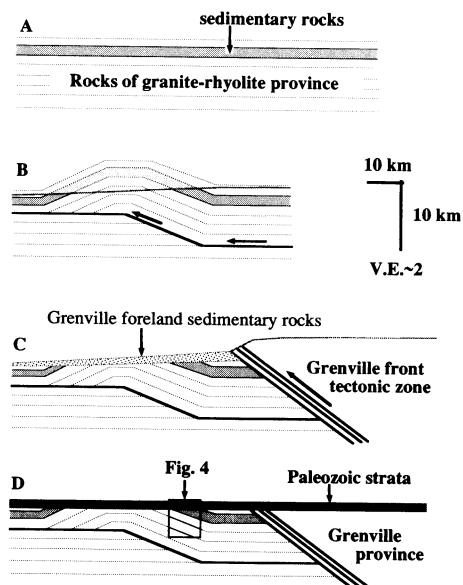 A
sedimentary rocks
Rocks of granite-rhyolite province
B
10 km
10 km
V.E.~2
Grenville foreland sedimentary rocks
C
Grenville front
tectonic zone
D
Fig. 4
Paleozoic strata
Grenville
province